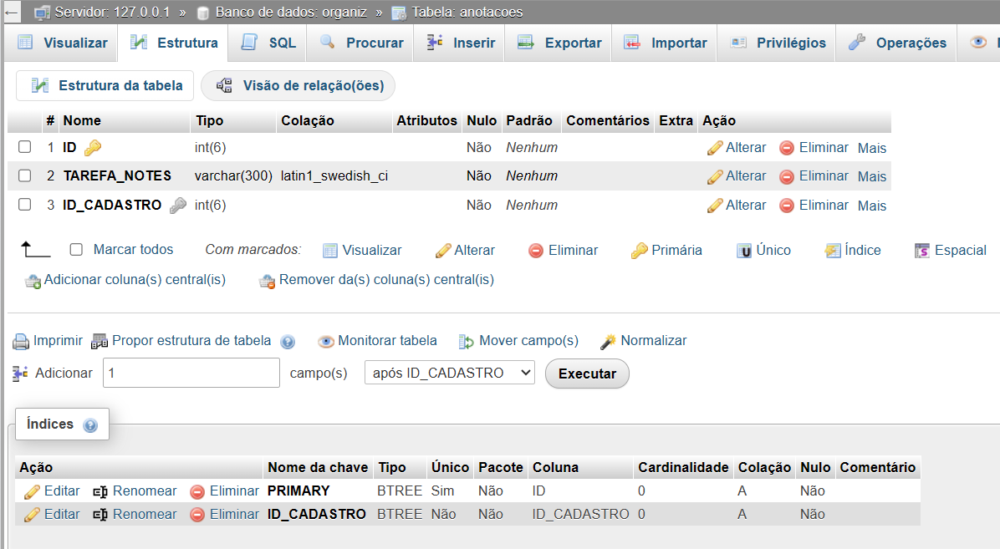 Servidor: 127.0.0.1 » Banco de dados: organiz » Tabela: anotacoes
Visualizar Estrutura SQL Procurar Inserir Exportar Importar Privilégios Operações
Estrutura da tabela Visão de relação(ões)
# Nome Tipo Colação Atributos Nulo Padrão Comentários Extra Ação
1 ID int(6) Não Nenhum Alterar Eliminar Mais
2 TAREFA_NOTES varchar(300) latin1_swedish_ci Não Nenhum Alterar Eliminar Mais
3 ID_CADASTRO int(6) Não Nenhum Alterar Eliminar Mais
Marcar todos Com marcados: Visualizar Alterar Eliminar Primária Único Índice Espacial
Adicionar coluna(s) central(is) Remover da(s) coluna(s) central(is)
Imprimir Propor estrutura de tabela Monitorar tabela Mover campo(s) Normalizar
Adicionar 1 campo(s) após ID_CADASTRO Executar
Índices
Ação Nome da chave Tipo Único Pacote Coluna Cardinalidade Colação Nulo Comentário
Editar Renomear Eliminar PRIMARY BTREE Sim Não ID 0 A Não
Editar Renomear Eliminar ID_CADASTRO BTREE Não Não ID_CADASTRO 0 A Não